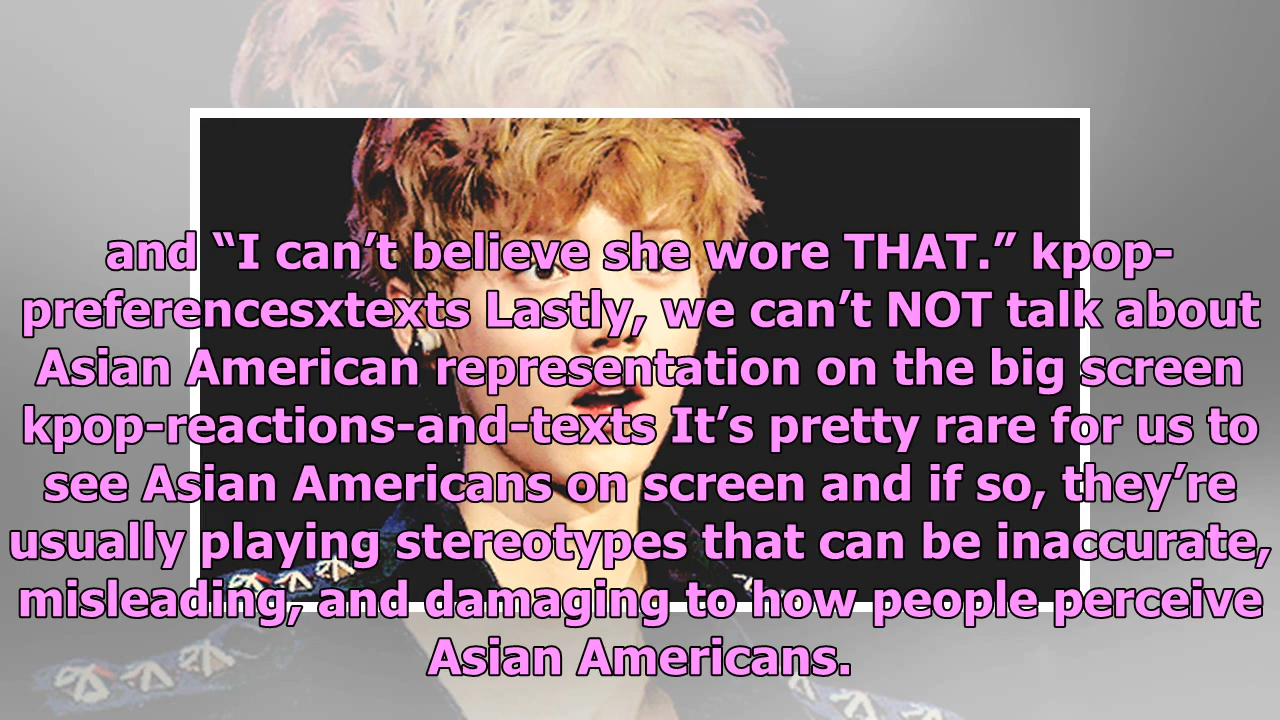 and “I can’t believe she wore THAT.” kpop-
preferencesxtexts Lastly, we can’t NOT talk about
Asian American representation on the big screen
kpop-reactions-and-texts It’s pretty rare for us to
see Asian Americans on screen and if so, they’re
usually playing stereotypes that can be inaccurate,
misleading, and damaging to how people perceive
Asian Americans.